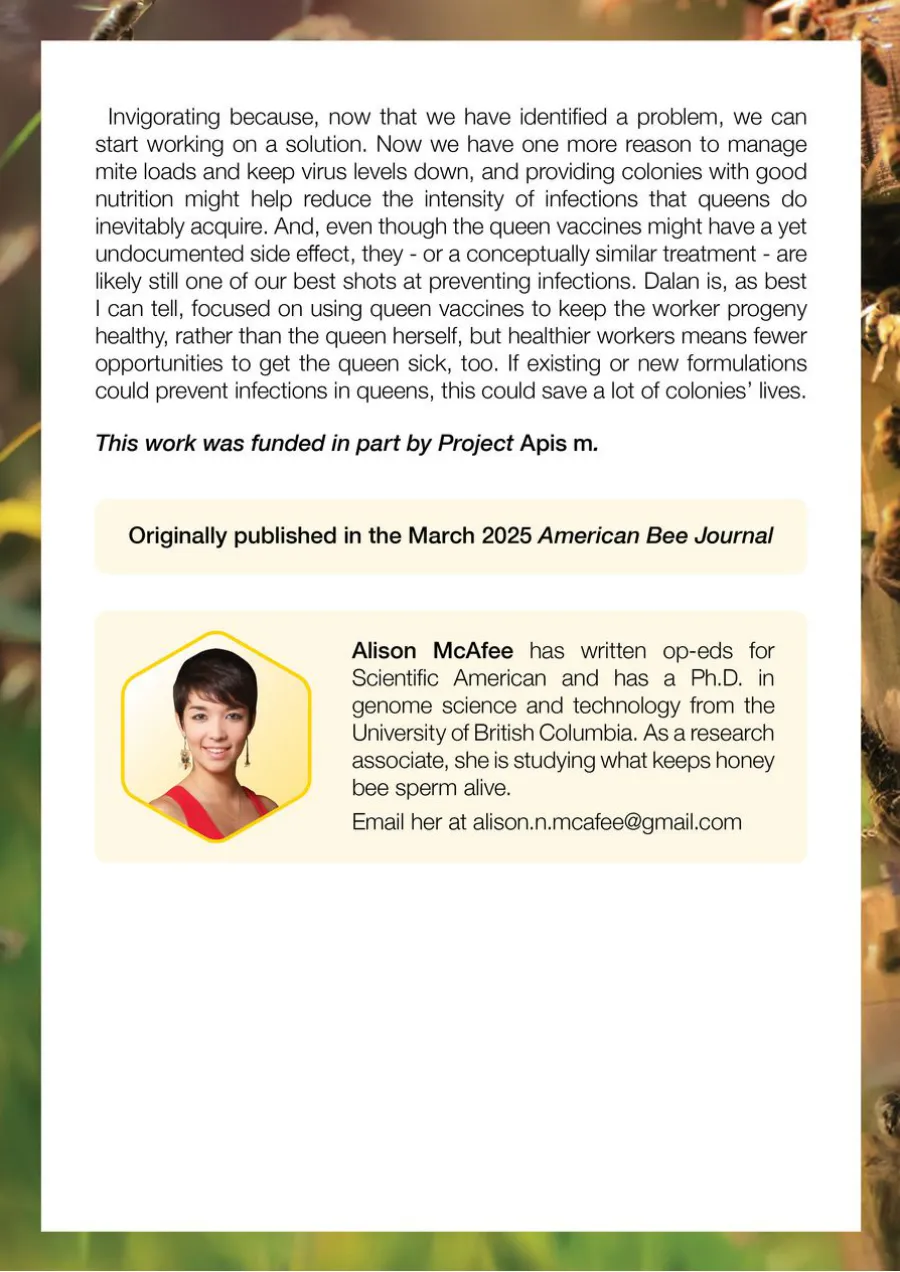 Invigorating because, now that we have identified a problem, we can
start working on a solution. Now we have one more reason to manage
mite loads and keep virus levels down, and providing colonies with good
nutrition might help reduce the intensity of infections that queens do
inevitably acquire. And, even though the queen vaccines might have a yet
undocumented side effect, they - or a conceptually similar treatment - are
likely still one of our best shots at preventing infections. Dalan is, as best
I can tell, focused on using queen vaccines to keep the worker progeny
healthy, rather than the queen herself, but healthier workers means fewer
opportunities to get the queen sick, too. If existing or new formulations
could prevent infections in queens, this could save a lot of colonies’ lives.
This work was funded in part by Project Apis m.
Originally published in the March 2025 American Bee Journal
Alison McAfee has written op-eds for
Scientific American and has a Ph.D. in
genome science and technology from the
University of British Columbia. As a research
associate, she is studying what keeps honey
bee sperm alive.
Email her at alison.n.mcafee@gmail.com